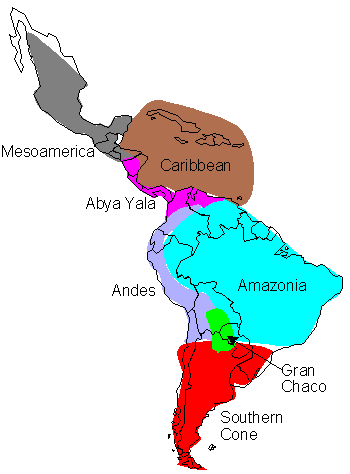 Mesoamerica
Caribbean
Abya Yala
Andes
Amazonia
Gran
Chaco
Southern
Cone